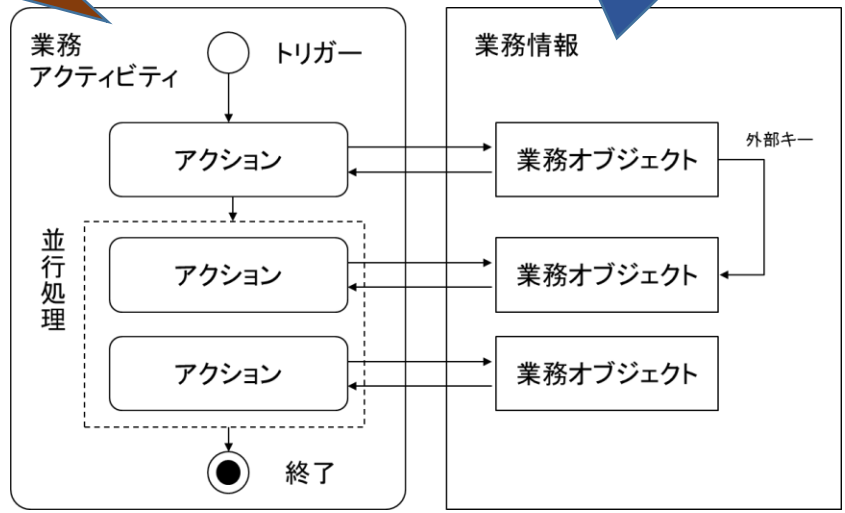 業務
アクティビティ
トリガー
業務情報
アクション
業務オブジェクト
外部キー
並行処理
アクション
業務オブジェクト
アクション
業務オブジェクト
終了